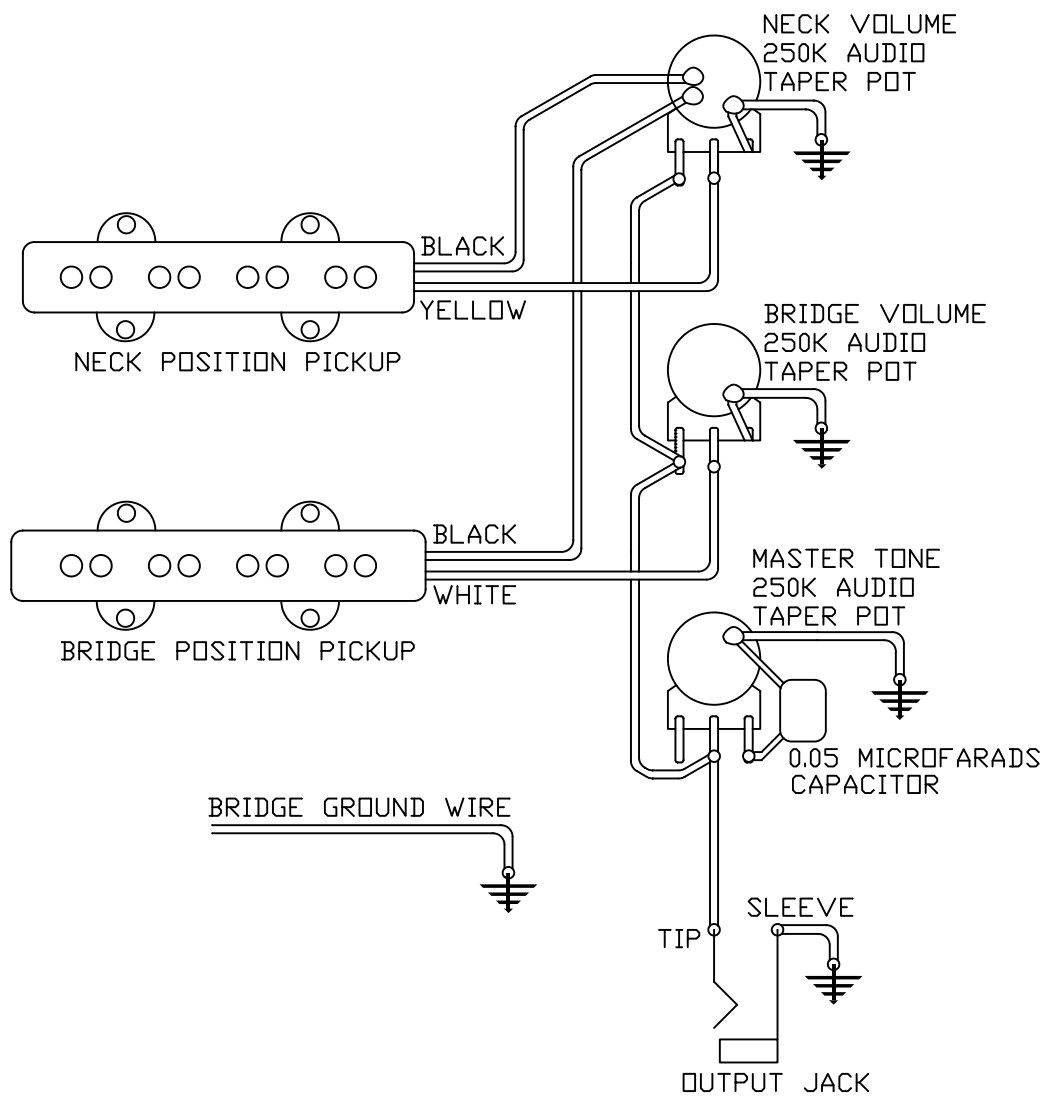 NECK VOLUME
250K AUDIO
TAPER POT
BLACK
YELLOW
NECK POSITION PICKUP
BRIDGE VOLUME
250K AUDIO
TAPER POT
BLACK
WHITE
BRIDGE POSITION PICKUP
MASTER TONE
250K AUDIO
TAPER POT
0.05 MICROFARADS
CAPACITOR
BRIDGE GROUND WIRE
SLEEVE
TIP
OUTPUT JACK